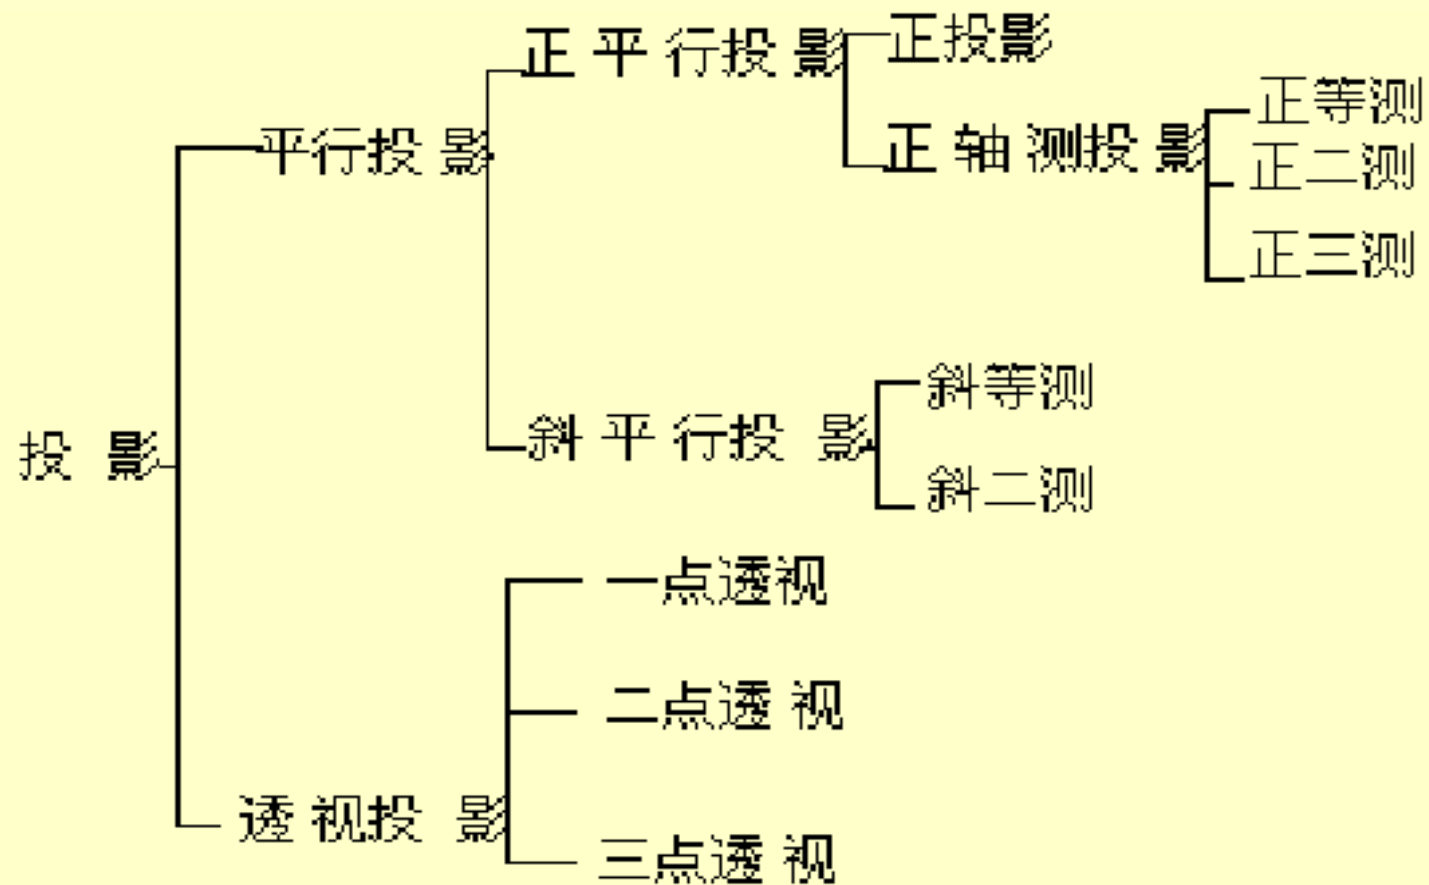 正平行投影
正投影
正等测
平行投影
正轴测投影
正二测
正三测
斜等测
投影
斜平行投影
斜二测
一点透视
二点透视
透视投影
三点透视